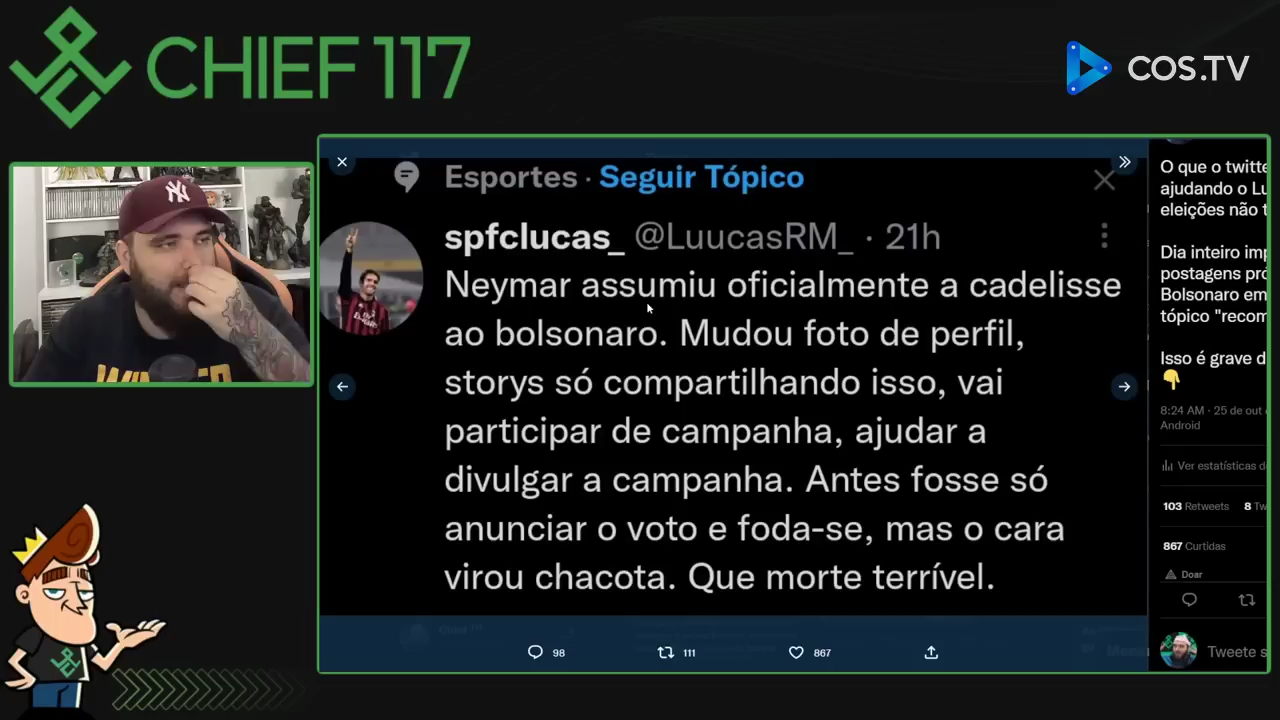 CHIEF 117
COS.TV
Esportes · Seguir Tópico
spfclucas_ @LuucasRM_ · 21h
Neymar assumiu oficialmente a cadelisse
ao bolsonaro. Mudou foto de perfil,
storys só compartilhando isso, vai
participar de campanha, ajudar a
divulgar a campanha. Antes fosse só
anunciar o voto e foda-se, mas o cara
virou chacota. Que morte terrível.
98
111
867
O que o twitte
ajudando o Lu
eleições não t
Dia inteiro imp
postagens pro
Bolsonaro em
tópico "recom
Isso é grave d
8:24 AM · 25 de out
Android
Ver estatísticas d
103 Retweets 8 Tw
867 Curtidas
Doar
Tweete s